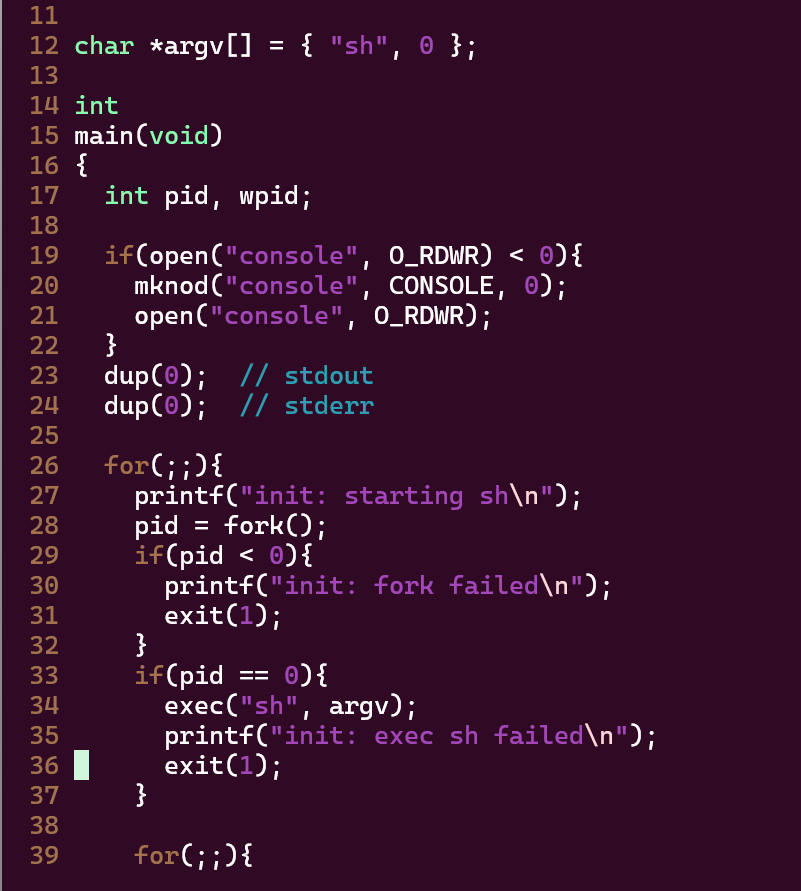 11
12 char *argv[] = { "sh", 0 };
13
14 int
15 main(void)
16 {
17   int pid, wpid;
18
19   if(open("console", O_RDWR) < 0){
20     mknod("console", CONSOLE, 0);
21     open("console", O_RDWR);
22   }
23   dup(0);  // stdout
24   dup(0);  // stderr
25
26   for(;;){
27     printf("init: starting sh\n");
28     pid = fork();
29     if(pid < 0){
30       printf("init: fork failed\n");
31       exit(1);
32     }
33     if(pid == 0){
34       exec("sh", argv);
35       printf("init: exec sh failed\n");
36       exit(1);
37     }
38
39     for(;;){